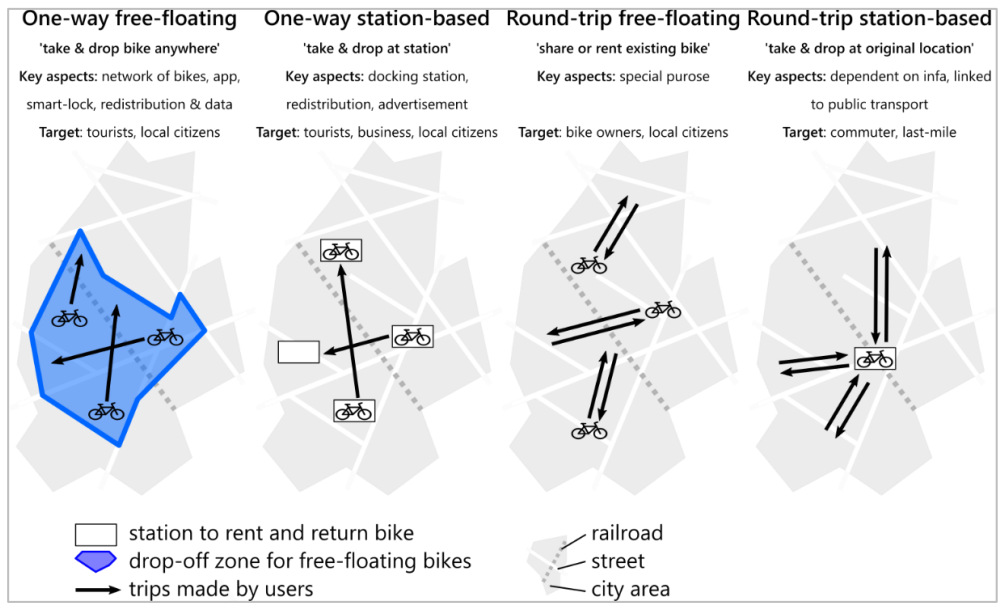 One-way free-floating
'take & drop bike anywhere'
Key aspects: network of bikes, app,
smart-lock, redistribution & data
Target: tourists, local citizens
One-way station-based
'take & drop at station'
Key aspects: docking station,
redistribution, advertisement
Target: tourists, business, local citizens
Round-trip free-floating
'share or rent existing bike'
Key aspects: special purose
Target: bike owners, local citizens
Round-trip station-based
'take & drop at original location'
Key aspects: dependent on infa, linked
to public transport
Target: commuter, last-mile
station to rent and return bike
drop-off zone for free-floating bikes
trips made by users
railroad
street
city area